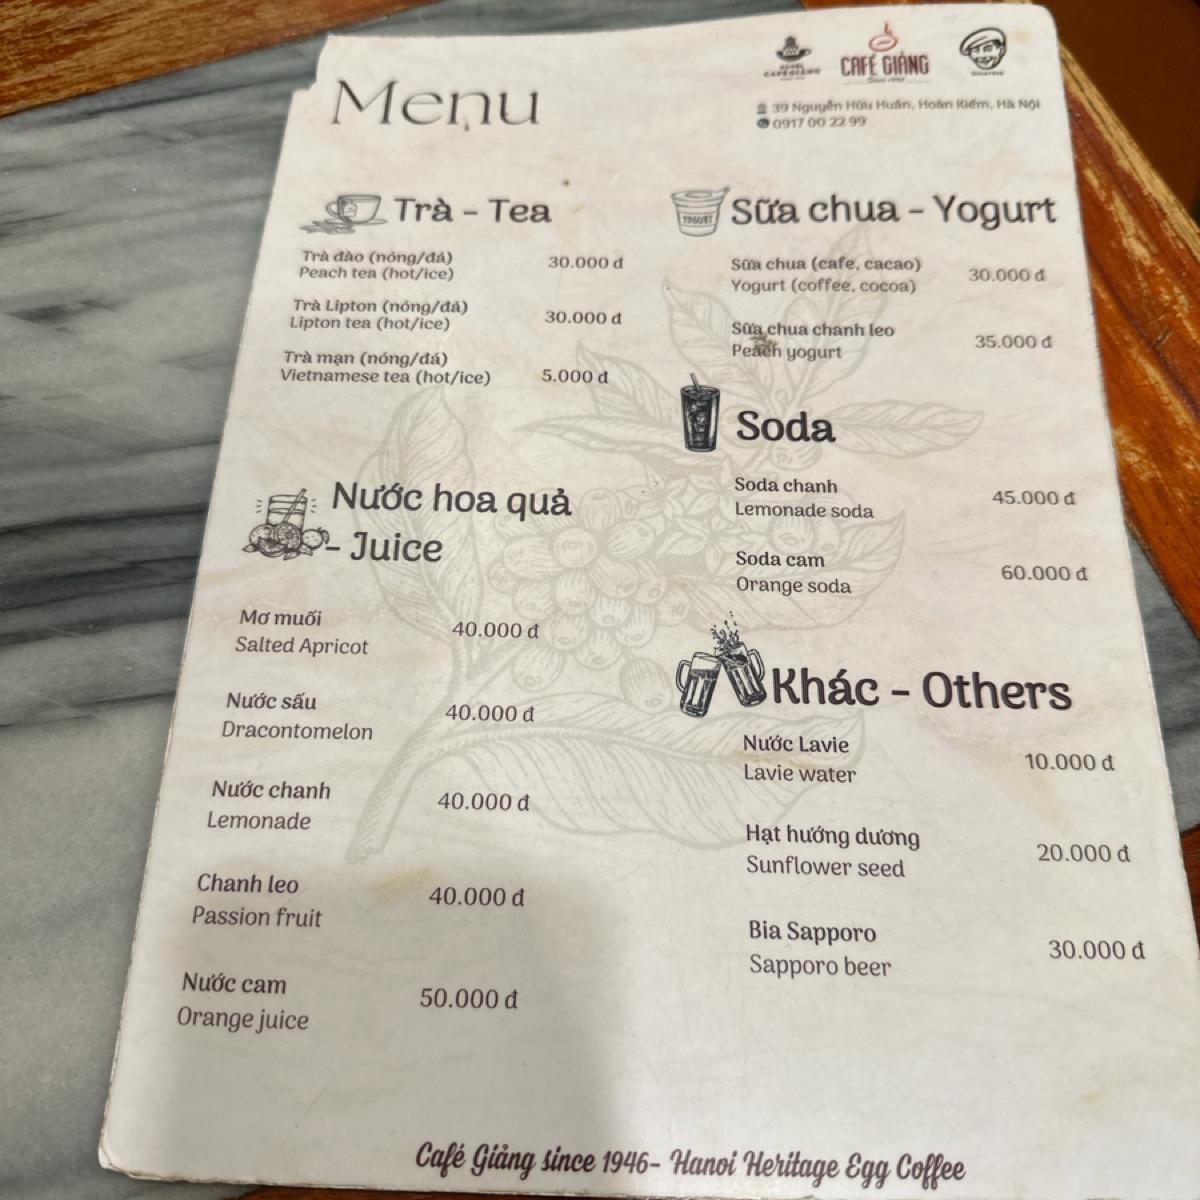 Menu
CAFÉ GIẢNG
39 Nguyễn Hữu Huân, Hoàn Kiếm, Hà Nội
0917 00 22 99
Trà - Tea
Trà đào (nóng/đá)
Peach tea (hot/ice)
30.000 đ
Trà Lipton (nóng/đá)
Lipton tea (hot/ice)
30.000 đ
Trà mạn (nóng/đá)
Vietnamese tea (hot/ice)
5.000 đ
Nước hoa quả
- Juice
Mơ muối
Salted Apricot
40.000 đ
Nước sấu
Dracontomelon
40.000 đ
Nước chanh
Lemonade
40.000 đ
Chanh leo
Passion fruit
40.000 đ
Nước cam
Orange juice
50.000 đ
YOGURT
Sữa chua - Yogurt
Sữa chua (cafe, cacao)
Yogurt (coffee, cocoa)
30.000 đ
Sữa chua chanh leo
Peach yogurt
35.000 đ
Soda
Soda chanh
Lemonade soda
45.000 đ
Soda cam
Orange soda
60.000 đ
Khác - Others
Nước Lavie
Lavie water
10.000 đ
Hạt hướng dương
Sunflower seed
20.000 đ
Bia Sapporo
Sapporo beer
30.000 đ
Café Giảng since 1946- Hanoi Heritage Egg Coffee